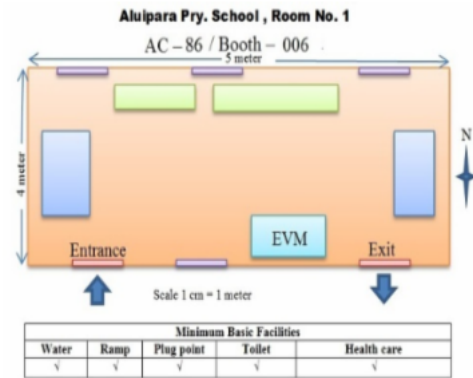 Aluipara Pry. School , Room No. 1
AC – 86 / Booth – 006
5 meter
4 meter
N
EVM
Entrance
Exit
Scale 1 cm = 1 meter
Minimum Basic Facilities
Water Ramp Plug point Toilet Health care
√ √ √ √ √